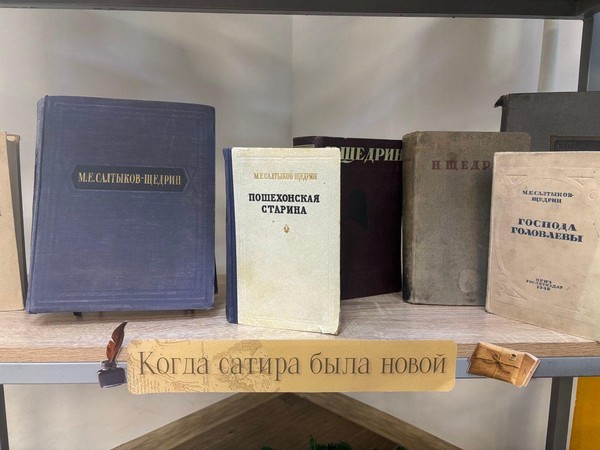 М.Е.САЛТЫКОВ-ЩЕДРИН
М.Е.САЛТЫКОВ-ЩЕДРИН
ПОШЕХОНСКАЯ
СТАРИНА
ЩЕДРИН
Н. ЩЕДР
М.Е.САЛТЫКОВ-
ЩЕДРИН
ГОСПОДА
ГОЛОВЛЕВЫ
Когда сатира была новой